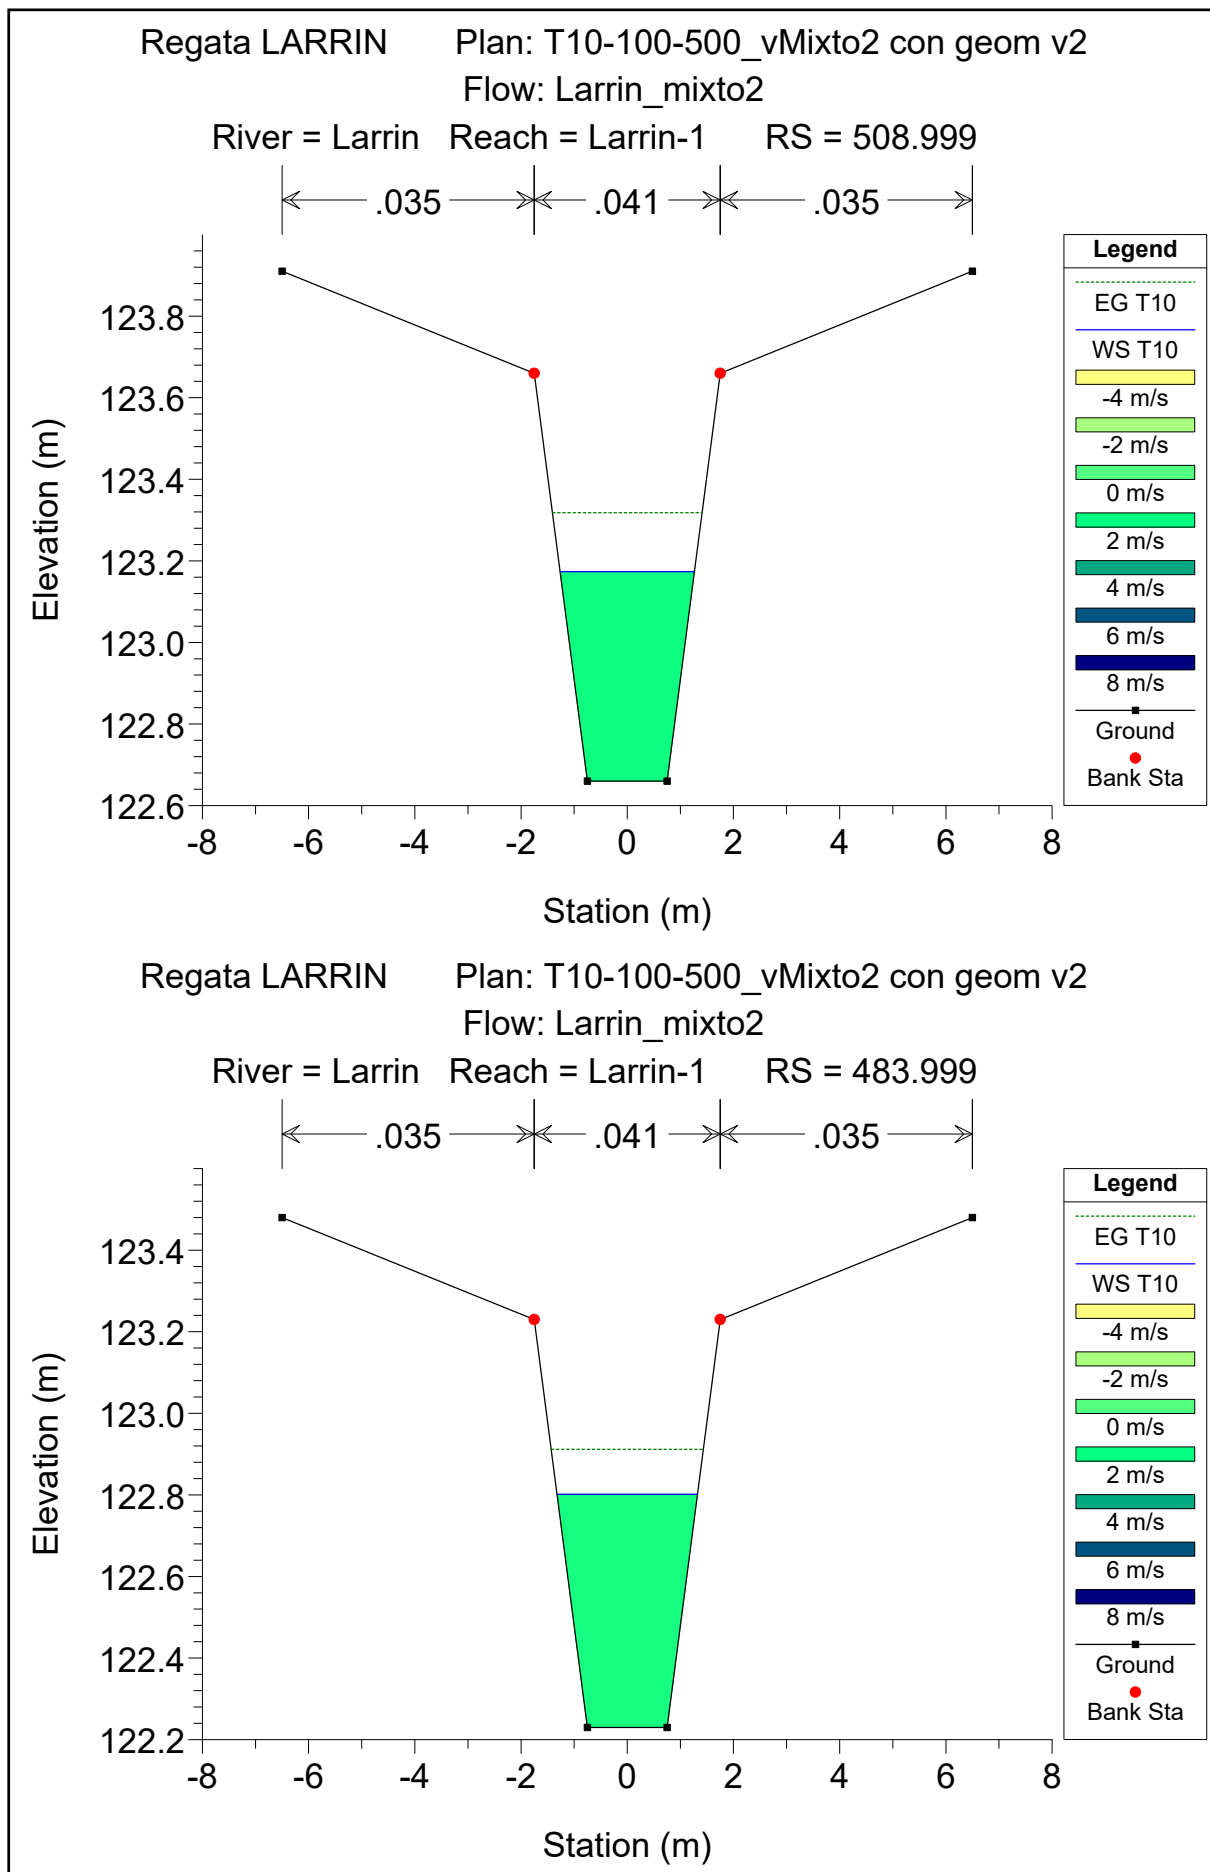 Regata LARRIN Plan: T10-100-500_vMixto2 con geom v2
Flow: Larrin_mixto2
River = Larrin Reach = Larrin-1 RS = 508.999
.035 .041 .035
Legend
EG T10
WS T10
-4 m/s
-2 m/s
0 m/s
2 m/s
4 m/s
6 m/s
8 m/s
Ground
Bank Sta
Elevation (m)
123.8
123.6
123.4
123.2
123.0
122.8
122.6
-8 -6 -4 -2 0 2 4 6 8
Station (m)
Regata LARRIN Plan: T10-100-500_vMixto2 con geom v2
Flow: Larrin_mixto2
River = Larrin Reach = Larrin-1 RS = 483.999
.035 .041 .035
Legend
EG T10
WS T10
-4 m/s
-2 m/s
0 m/s
2 m/s
4 m/s
6 m/s
8 m/s
Ground
Bank Sta
Elevation (m)
123.4
123.2
123.0
122.8
122.6
122.4
122.2
-8 -6 -4 -2 0 2 4 6 8
Station (m)